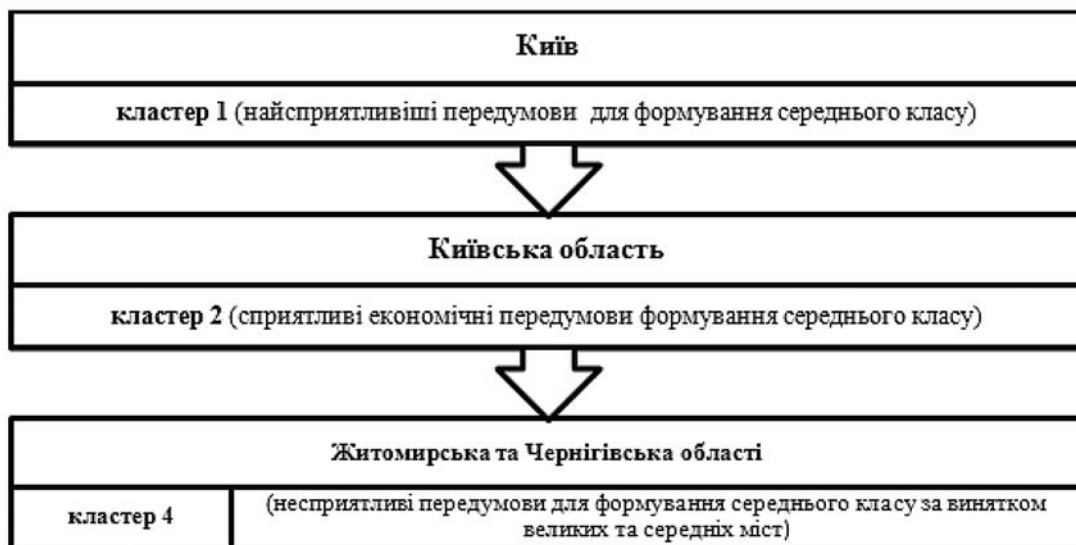 Київ
кластер 1 (найсприятливіші передумови для формування середнього класу)
Київська область
кластер 2 (сприятливі економічні передумови формування середнього класу)
Житомирська та Чернігівська області
кластер 4
(несприятливі передумови для формування середнього класу за винятком
великих та середніх міст)